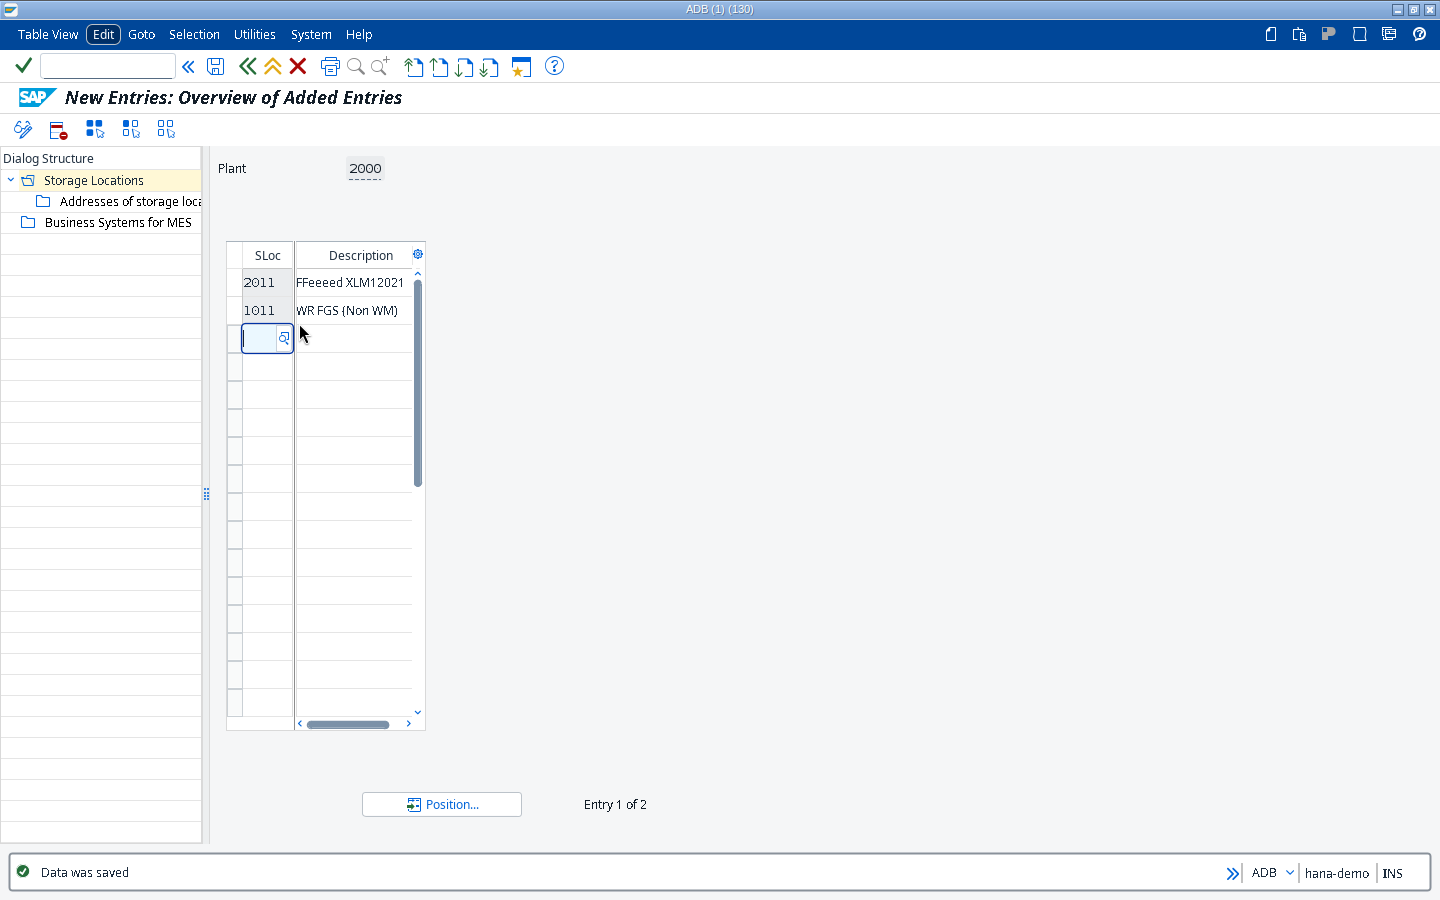 ADB (1) (130)
Table View Edit Goto Selection Utilities System Help
SAP New Entries: Overview of Added Entries
Dialog Structure
Storage Locations
Addresses of storage loca
Business Systems for MES
Plant 2000
SLoc Description
2011 FFeeeed XLM12021
1011 WR FGS (Non WM)
Position... Entry 1 of 2
Data was saved ADB hana-demo INS